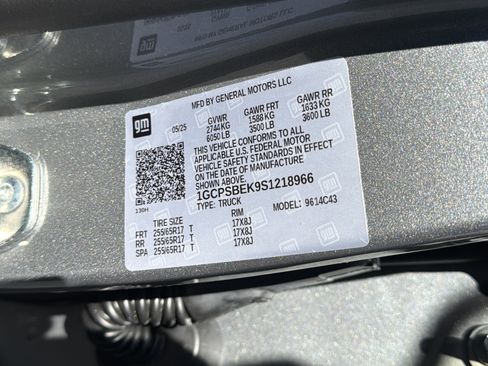 MFD BY GENERAL MOTORS LLC
gm
05/25
GVWR GAWR FRT GAWR RR
2744 KG 1588 KG 1633 KG
6050 LB 3500 LB 3600 LB
THIS VEHICLE CONFORMS TO ALL
APPLICABLE U.S. FEDERAL MOTOR
VEHICLE SAFETY STANDARDS IN EFFECT
ON THE DATE OF MANUFACTURE
SHOWN ABOVE.
1GCPSBEK9S1218966
130H
TYPE: TRUCK MODEL: 9614C43
TIRE SIZE RIM
FRT 255/65R17 T 17X8J
RR 255/65R17 T 17X8J
SPA 255/65R17 T 17X8J